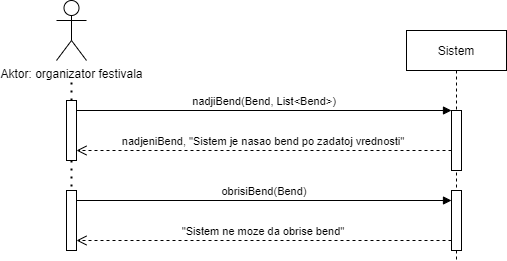 Aktor: organizator festivala
Sistem
nadjiBend(Bend, List<Bend>)
nadjeniBend, "Sistem je nasao bend po zadatoj vrednosti"
obrisiBend(Bend)
"Sistem ne moze da obrise bend"